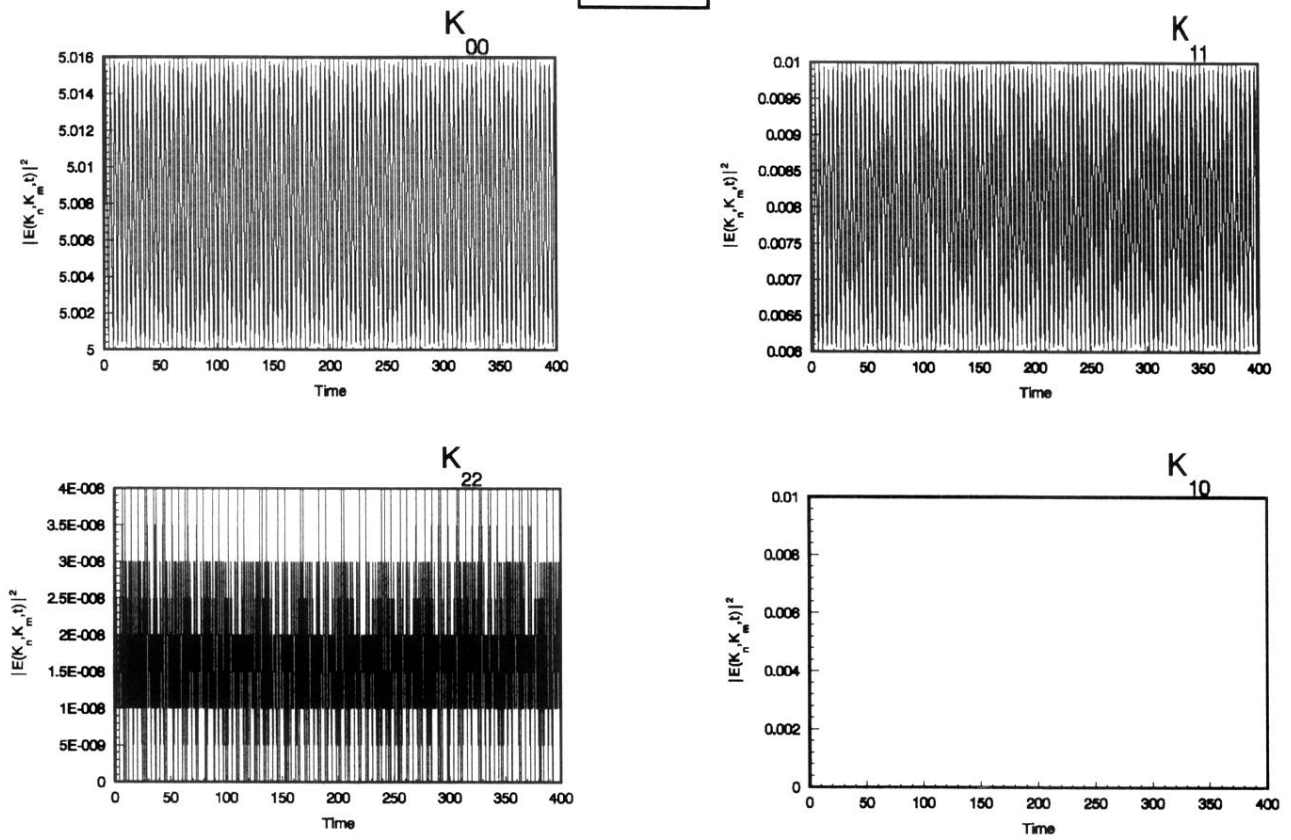 K00
5.016
5.014
5.012
5.01
5.008
5.006
5.004
5.002
5
|E(Kn,Km,t)|²
0 50 100 150 200 250 300 350 400
Time
K11
0.01
0.0095
0.009
0.0085
0.008
0.0075
0.007
0.0065
0.006
|E(Kn,Km,t)|²
0 50 100 150 200 250 300 350 400
Time
K22
4E-008
3.5E-008
3E-008
2.5E-008
2E-008
1.5E-008
1E-008
5E-009
0
|E(Kn,Km,t)|²
0 50 100 150 200 250 300 350 400
Time
K10
0.01
0.008
0.006
0.004
0.002
0
|E(Kn,Km,t)|²
0 50 100 150 200 250 300 350 400
Time